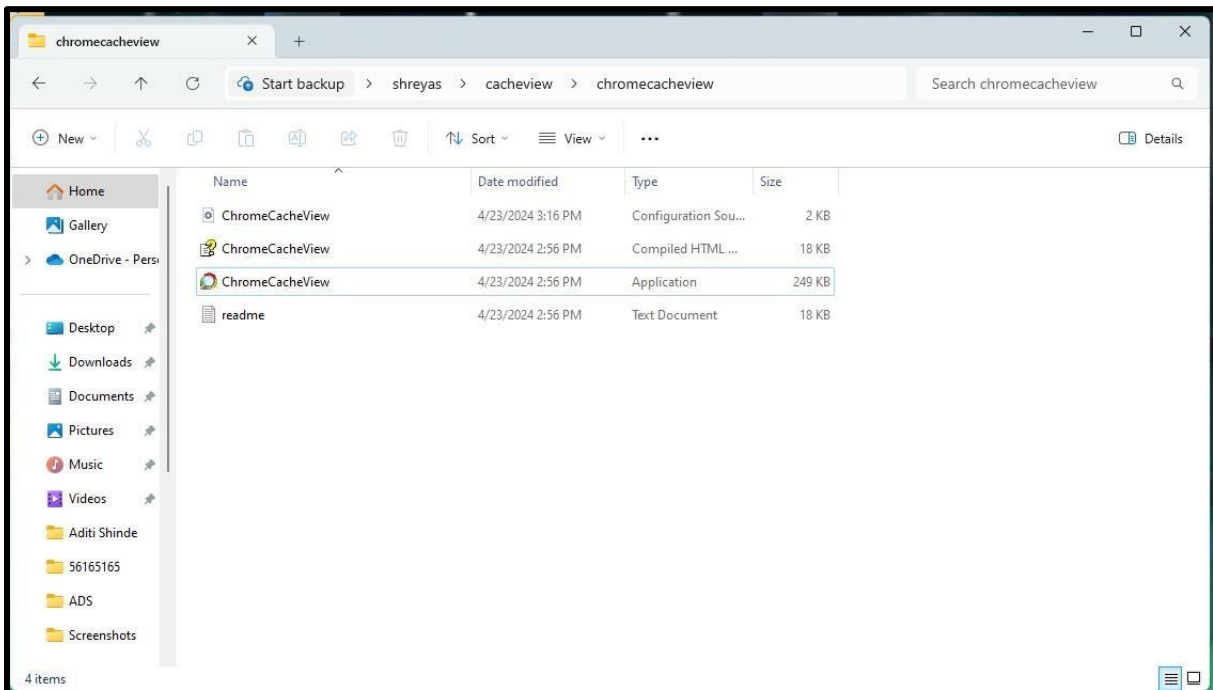 chromecacheview
Start backup > shreyas > cacheview > chromecacheview
Search chromecacheview
New
Sort
View
Details
Name Date modified Type Size
Home
Gallery
OneDrive - Pers
Desktop
Downloads
Documents
Pictures
Music
Videos
Aditi Shinde
56165165
ADS
Screenshots
ChromeCacheView 4/23/2024 3:16 PM Configuration Sou... 2 KB
ChromeCacheView 4/23/2024 2:56 PM Compiled HTML ... 18 KB
ChromeCacheView 4/23/2024 2:56 PM Application 249 KB
readme 4/23/2024 2:56 PM Text Document 18 KB
4 items